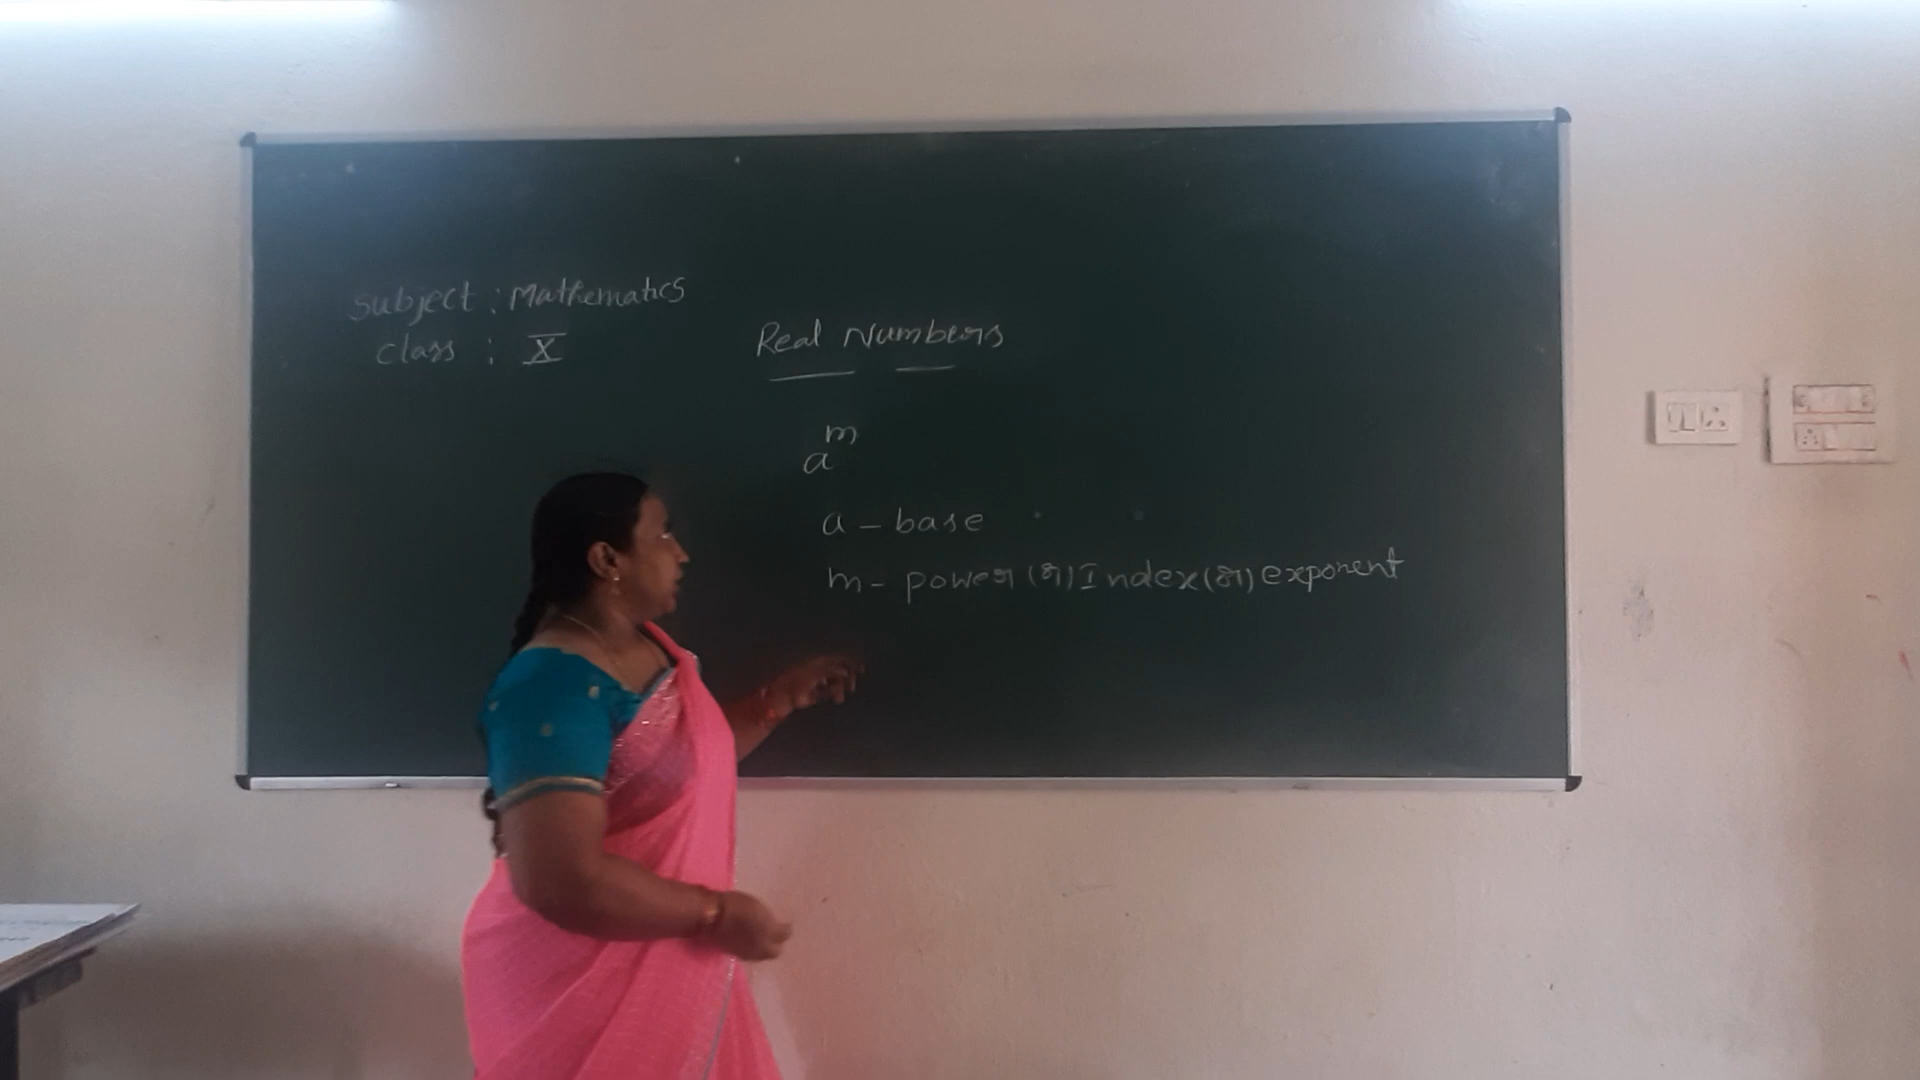 Subject : Mathematics
Class : X
Real Numbers
a^m
a - base
m - power (or) Index (or) exponent